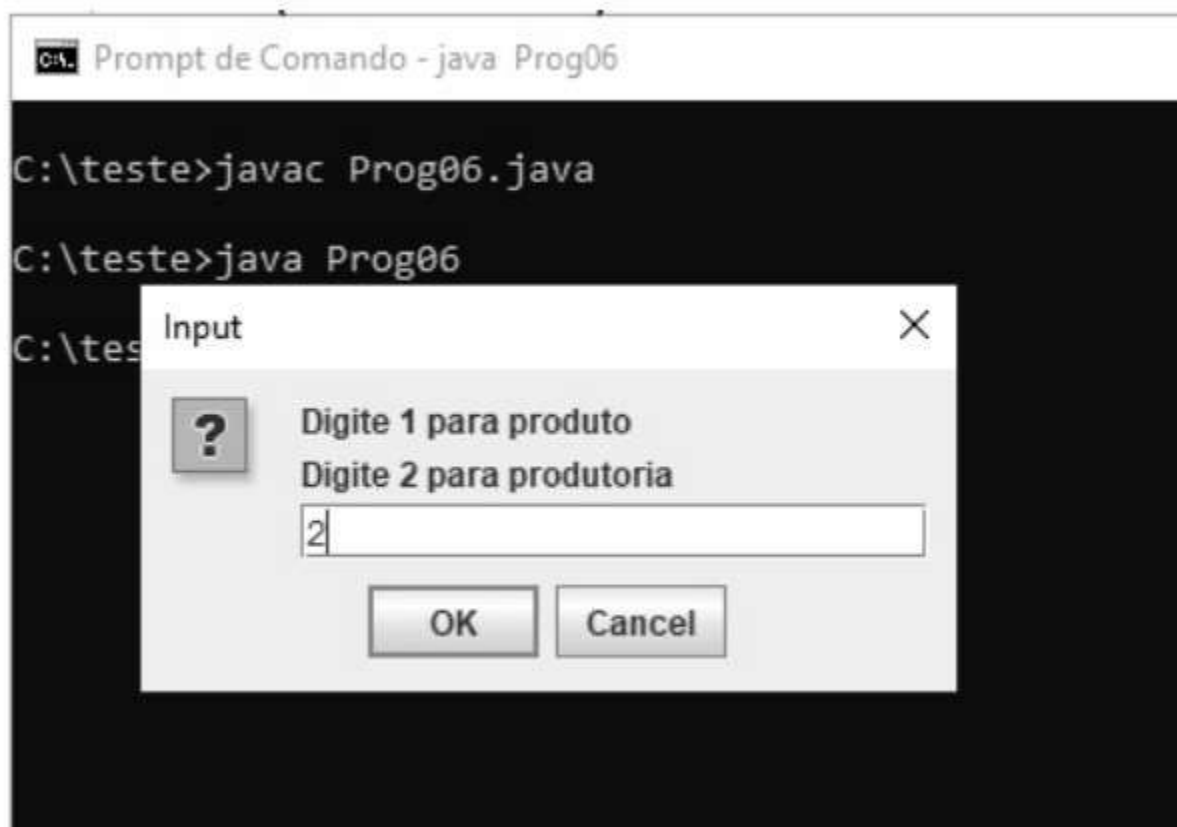 C:\. Prompt de Comando - java Prog06
C:\teste>javac Prog06.java
C:\teste>java Prog06
C:\tes
Input
?
Digite 1 para produto
Digite 2 para produtoria
2
OK
Cancel